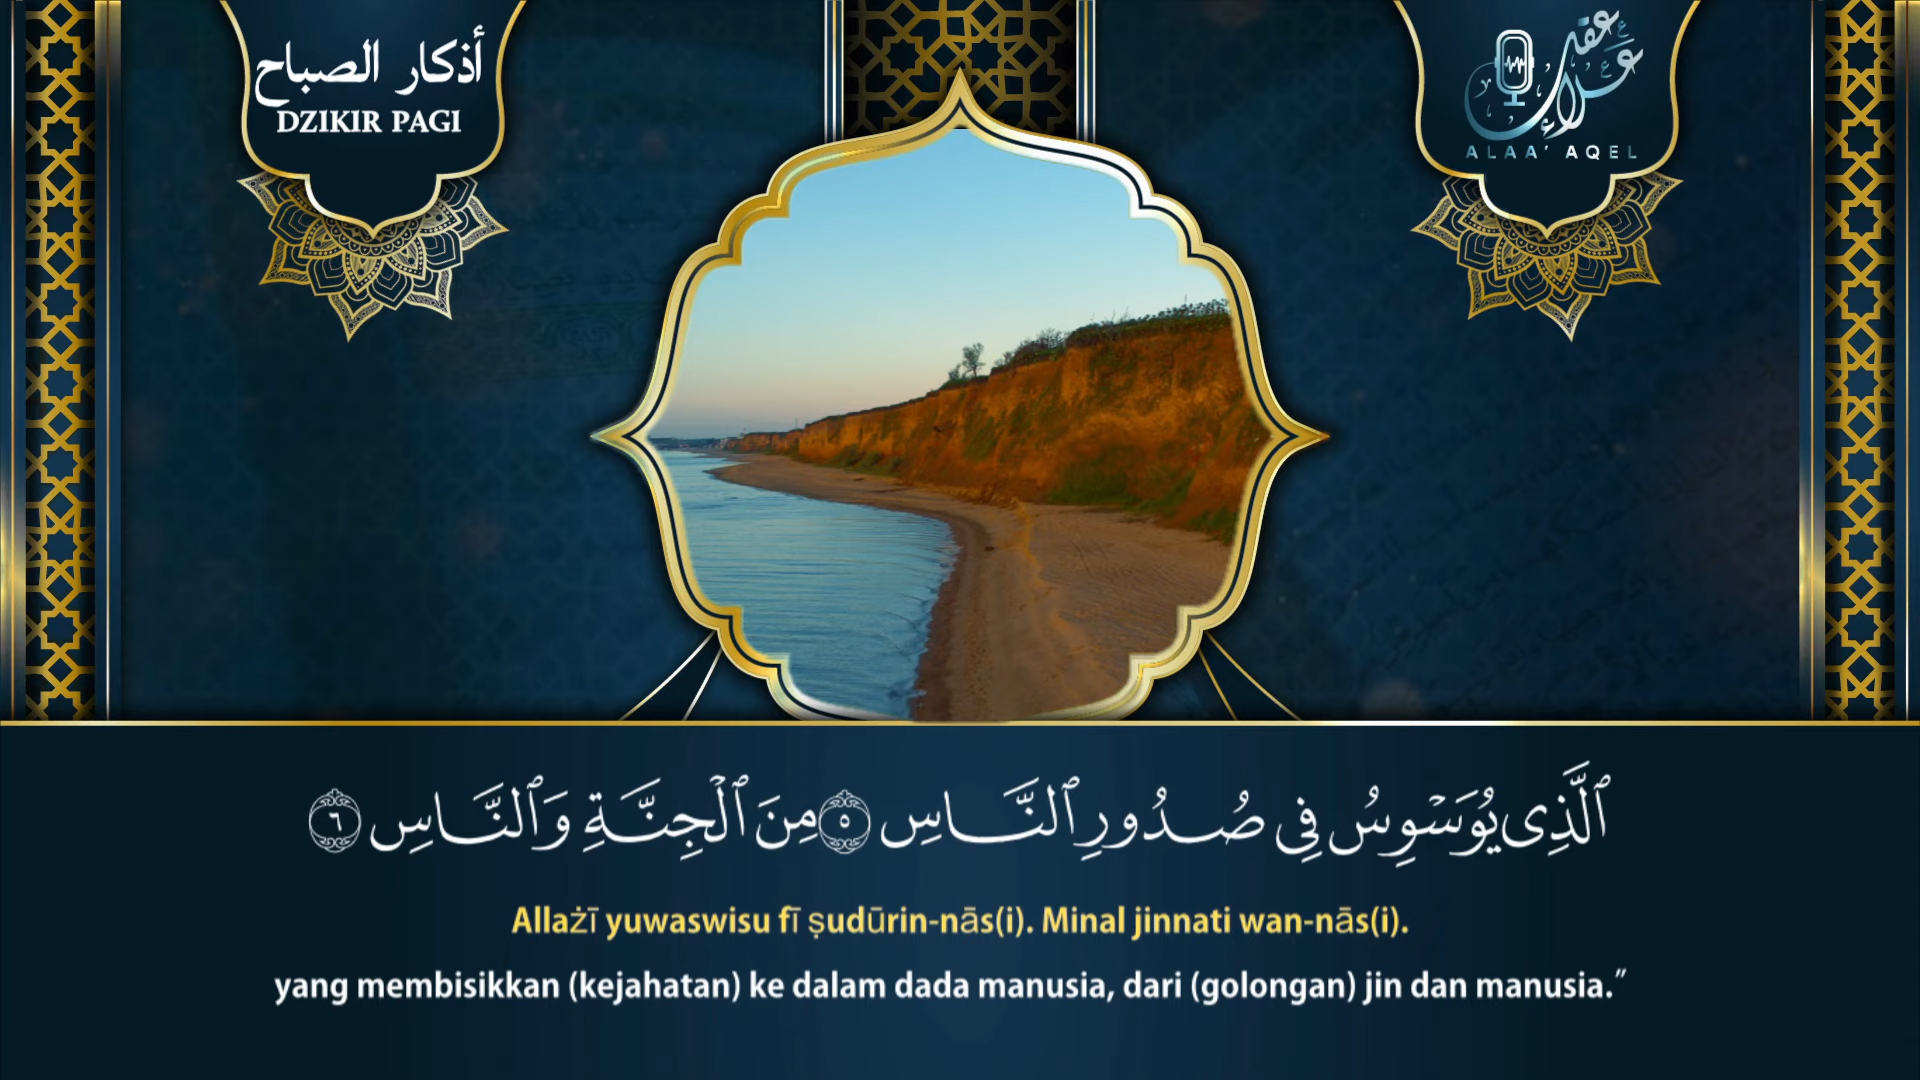 أذكار الصباح
DZIKIR PAGI
علاء عقل
ALAA' AQEL
ٱلَّذِى يُوَسْوِسُ فِى صُدُورِ ٱلنَّاسِ ٥ مِنَ ٱلْجِنَّةِ وَٱلنَّاسِ ٦
Allażī yuwaswisu fī ṣudūrin-nās(i). Minal jinnati wan-nās(i).
yang membisikkan (kejahatan) ke dalam dada manusia, dari (golongan) jin dan manusia.”